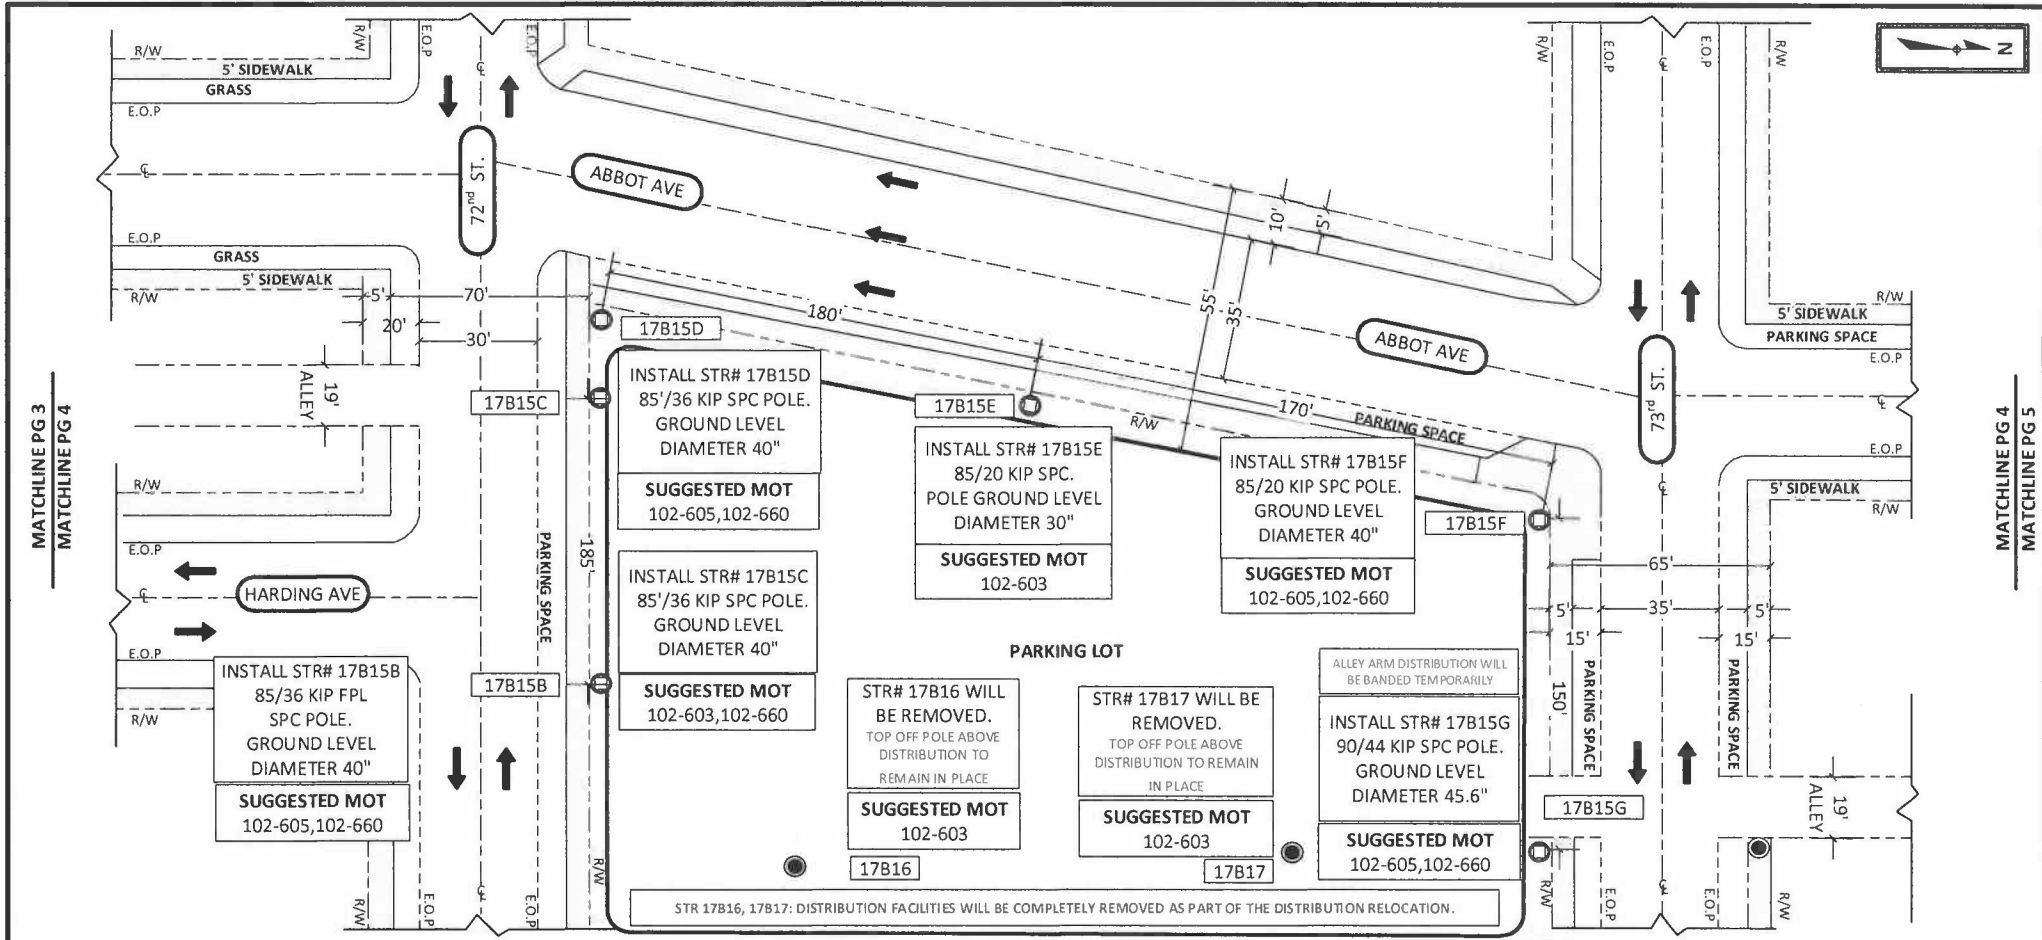 R/W
5' SIDEWALK
GRASS
E.O.P
R/W
E.O.P
℄
E.O.P
R/W
E.O.P
℄
E.O.P
R/W
N
72nd ST.
ABBOT AVE
℄
10'
5'
55
35'
E.O.P
GRASS
5' SIDEWALK
R/W
5'
70'
20'
30'
180'
ABBOT AVE
73rd ST.
R/W
5' SIDEWALK
PARKING SPACE
E.O.P
℄
19'
ALLEY
17B15D
17B15C
INSTALL STR# 17B15D
85'/36 KIP SPC POLE.
GROUND LEVEL
DIAMETER 40"
SUGGESTED MOT
102-605,102-660
17B15E
R/W
170'
PARKING SPACE
INSTALL STR# 17B15E
85/20 KIP SPC.
POLE GROUND LEVEL
DIAMETER 30"
SUGGESTED MOT
102-603
INSTALL STR# 17B15F
85/20 KIP SPC POLE.
GROUND LEVEL
DIAMETER 40"
SUGGESTED MOT
102-605,102-660
17B15F
E.O.P
5' SIDEWALK
R/W
℄
MATCHLINE PG 3
MATCHLINE PG 4
MATCHLINE PG 4
MATCHLINE PG 5
R/W
E.O.P
℄
HARDING AVE
E.O.P
R/W
PARKING SPACE
185'
INSTALL STR# 17B15C
85'/36 KIP SPC POLE.
GROUND LEVEL
DIAMETER 40"
SUGGESTED MOT
102-603,102-660
17B15B
INSTALL STR# 17B15B
85/36 KIP FPL
SPC POLE.
GROUND LEVEL
DIAMETER 40"
SUGGESTED MOT
102-605,102-660
PARKING LOT
65'
5'
35'
5'
15'
15'
150'
PARKING SPACE
PARKING SPACE
STR# 17B16 WILL
BE REMOVED.
TOP OFF POLE ABOVE
DISTRIBUTION TO
REMAIN IN PLACE
SUGGESTED MOT
102-603
17B16
STR# 17B17 WILL BE
REMOVED.
TOP OFF POLE ABOVE
DISTRIBUTION TO REMAIN
IN PLACE
SUGGESTED MOT
102-603
17B17
ALLEY ARM DISTRIBUTION WILL
BE BANDED TEMPORARILY
INSTALL STR# 17B15G
90/44 KIP SPC POLE.
GROUND LEVEL
DIAMETER 45.6"
SUGGESTED MOT
102-605,102-660
17B15G
19'
ALLEY
STR 17B16, 17B17: DISTRIBUTION FACILITIES WILL BE COMPLETELY REMOVED AS PART OF THE DISTRIBUTION RELOCATION.
R/W
E.O.P
℄
E.O.P
R/W
R/W
E.O.P
℄
E.O.P
R/W